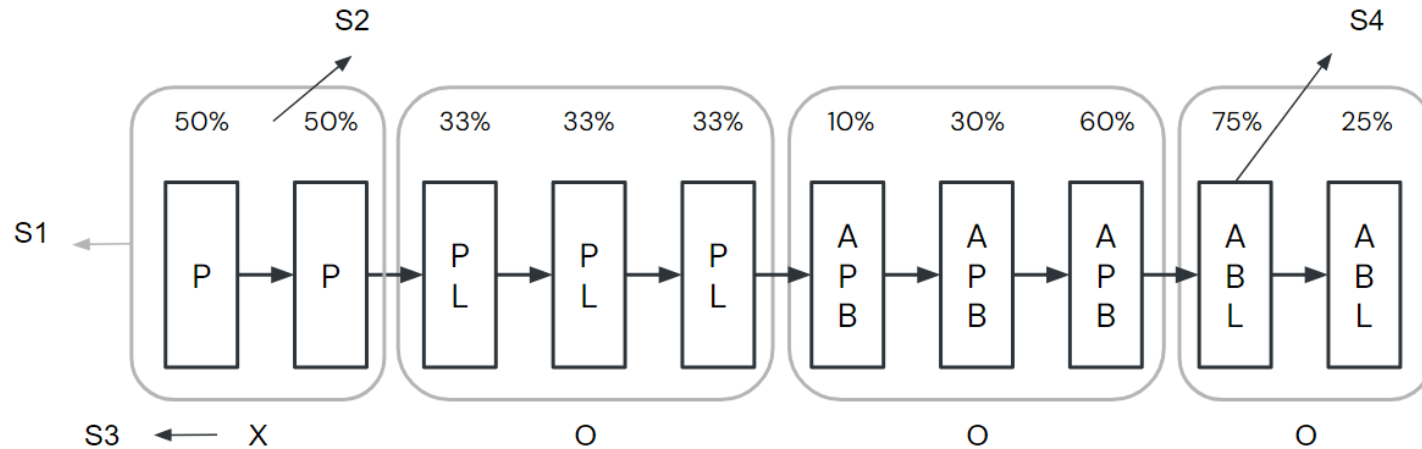 S2 S4
50% 50% 33% 33% 33% 10% 30% 60% 75% 25%
S1
P P P L P L P L A P B A P B A P B A B L A B L
S3 X O O O